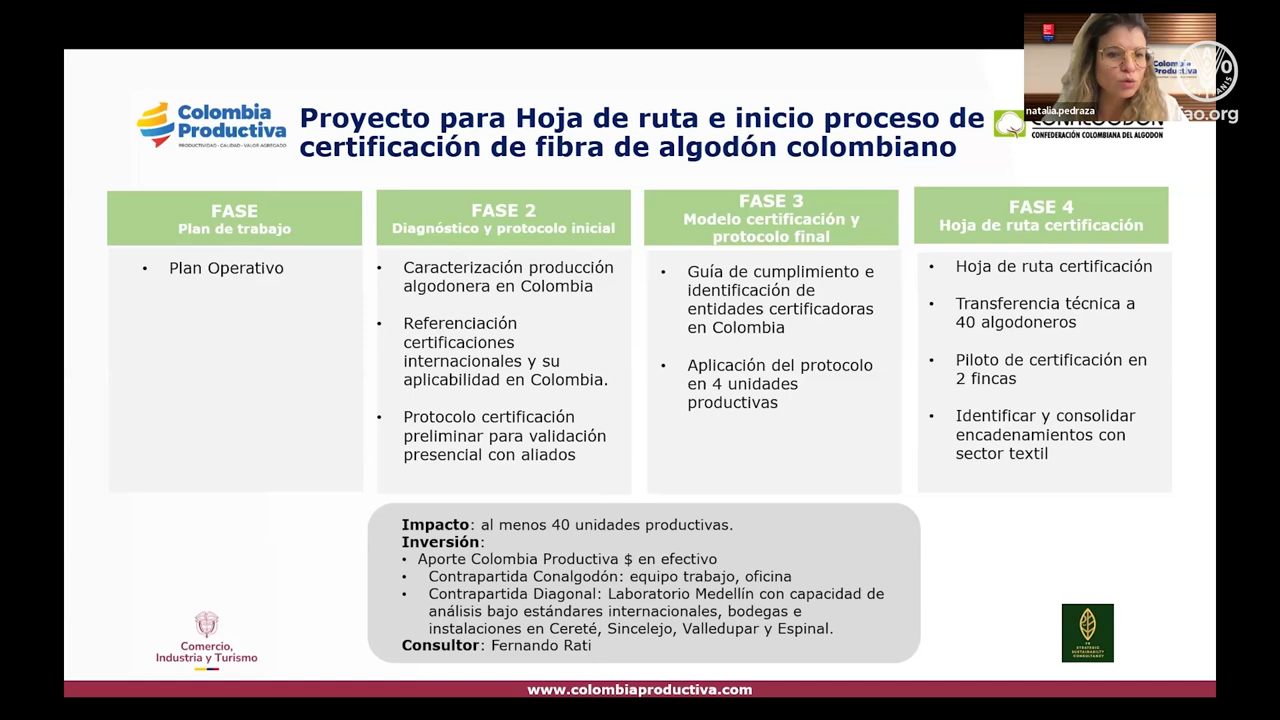 Colombia
Productiva
PRODUCTIVIDAD - CALIDAD - VALOR AGREGADO
Proyecto para Hoja de ruta e inicio proceso de
certificación de fibra de algodón colombiano
Colombia
Productiva
natalia.pedraza
fao.org
CONFEDERACIÓN COLOMBIANA DEL ALGODÓN
FASE
Plan de trabajo
• Plan Operativo
FASE 2
Diagnóstico y protocolo inicial
• Caracterización producción
algodonera en Colombia
• Referenciación
certificaciones
internacionales y su
aplicabilidad en Colombia.
• Protocolo certificación
preliminar para validación
presencial con aliados
FASE 3
Modelo certificación y
protocolo final
• Guía de cumplimiento e
identificación de
entidades certificadoras
en Colombia
• Aplicación del protocolo
en 4 unidades
productivas
FASE 4
Hoja de ruta certificación
• Hoja de ruta certificación
• Transferencia técnica a
40 algodoneros
• Piloto de certificación en
2 fincas
• Identificar y consolidar
encadenamientos con
sector textil
Impacto: al menos 40 unidades productivas.
Inversión:
• Aporte Colombia Productiva $ en efectivo
• Contrapartida Conalgodón: equipo trabajo, oficina
• Contrapartida Diagonal: Laboratorio Medellín con capacidad de
análisis bajo estándares internacionales, bodegas e
instalaciones en Cereté, Sincelejo, Valledupar y Espinal.
Consultor: Fernando Rati
Comercio,
Industria y Turismo
STRATEGIC
SUSTAINABILITY
CONSULTANCY
www.colombiaproductiva.com